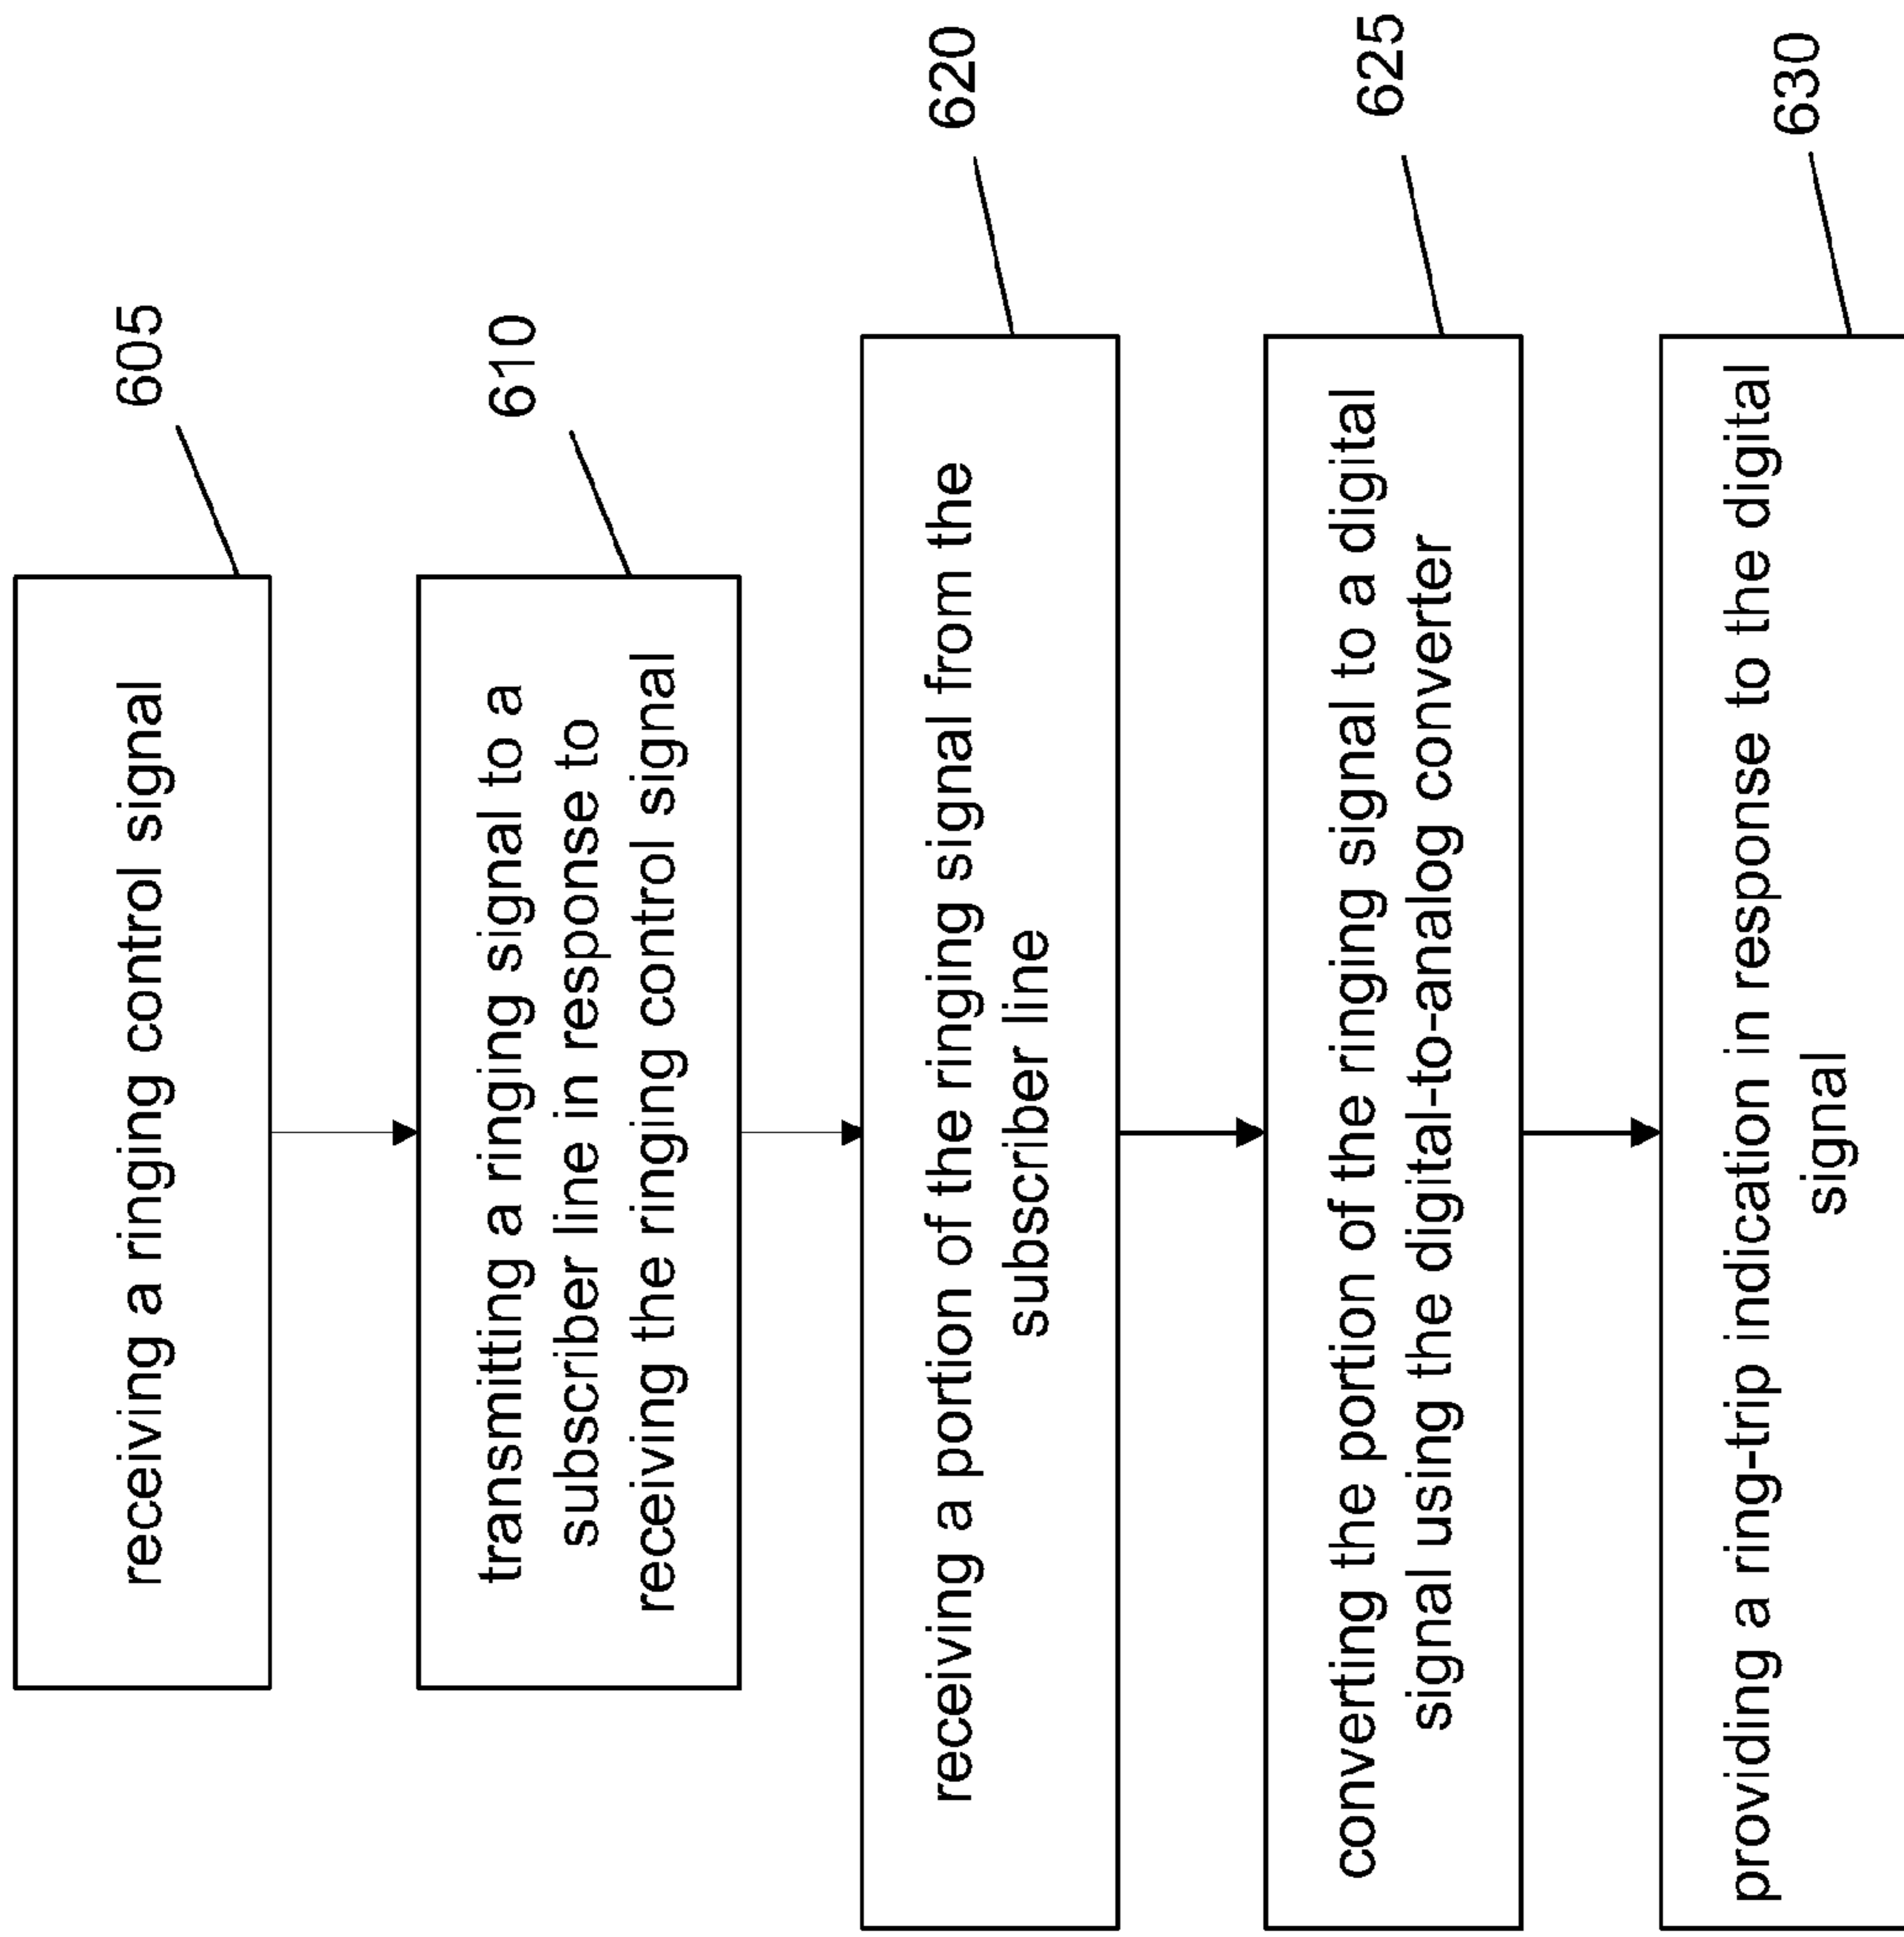 receiving a ringing control signal
605
transmitting a ringing signal to a
subscriber line in response to
receiving the ringing control signal
610
receiving a portion of the ringing signal from the
subscriber line
620
converting the portion of the ringing signal to a digital
signal using the digital-to-analog converter
625
providing a ring-trip indication in response to the digital
signal
630